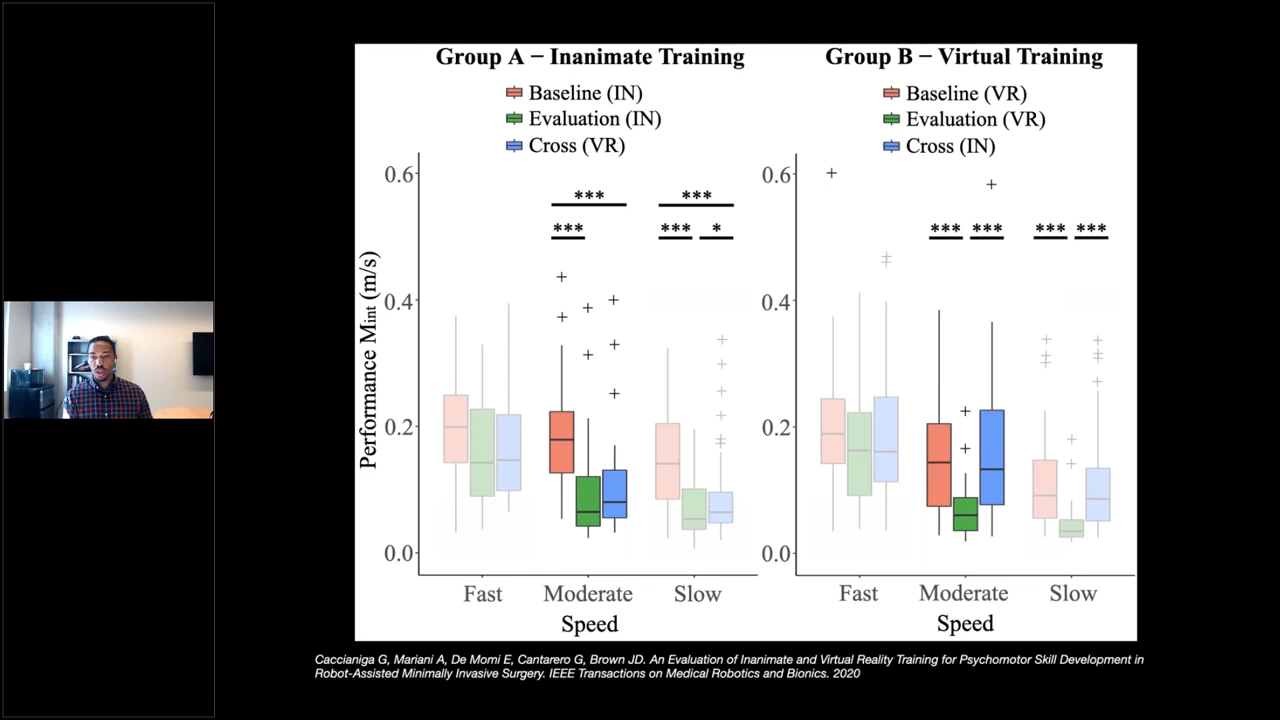 Group A − Inanimate Training
Baseline (IN)
Evaluation (IN)
Cross (VR)
Performance Mint (m/s)
0.6
0.4
0.2
0.0
***
***
***
***
*
Fast
Moderate
Slow
Speed
Group B − Virtual Training
Baseline (VR)
Evaluation (VR)
Cross (IN)
0.6
0.4
0.2
0.0
***
***
***
***
Fast
Moderate
Slow
Speed
Caccianiga G, Mariani A, De Momi E, Cantarero G, Brown JD. An Evaluation of Inanimate and Virtual Reality Training for Psychomotor Skill Development in
Robot-Assisted Minimally Invasive Surgery. IEEE Transactions on Medical Robotics and Bionics. 2020